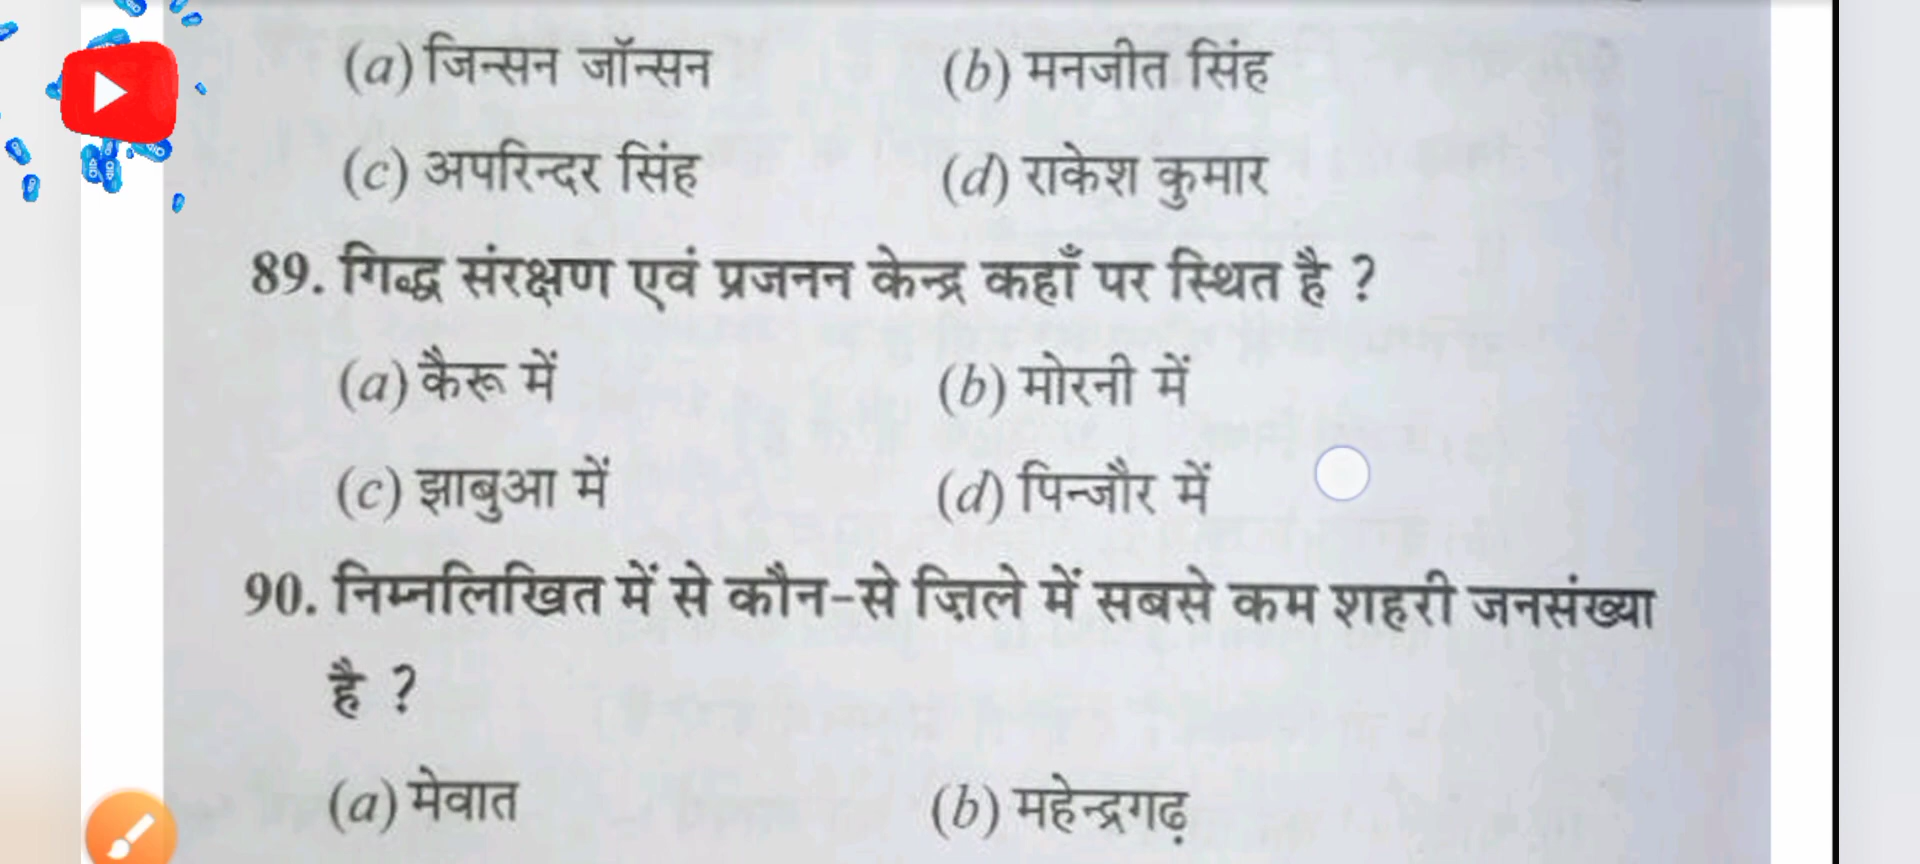 (a) जिन्सन जॉन्सन (b) मनजीत सिंह
(c) अपरिन्दर सिंह (d) राकेश कुमार
89. गिद्ध संरक्षण एवं प्रजनन केन्द्र कहाँ पर स्थित है ?
(a) कैरू में (b) मोरनी में
(c) झाबुआ में (d) पिन्जौर में
90. निम्नलिखित में से कौन-से ज़िले में सबसे कम शहरी जनसंख्या
है ?
(a) मेवात (b) महेन्द्रगढ़